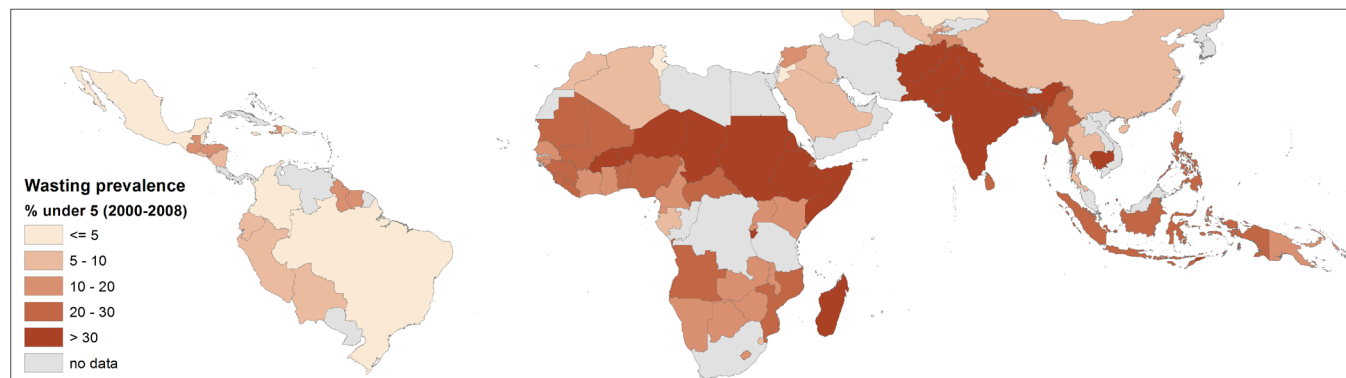 Wasting prevalence
% under 5 (2000-2008)
<= 5
5 - 10
10 - 20
20 - 30
> 30
no data